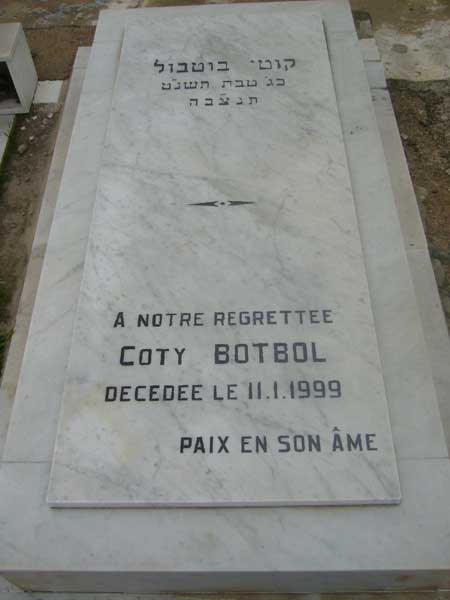 קוטי בוטבול
כג׳ טבת תשנ״ט
תנצבה
A NOTRE REGRETTEE
COTY BOTBOL
DECEDEE LE 11.1.1999
PAIX EN SON ÂME